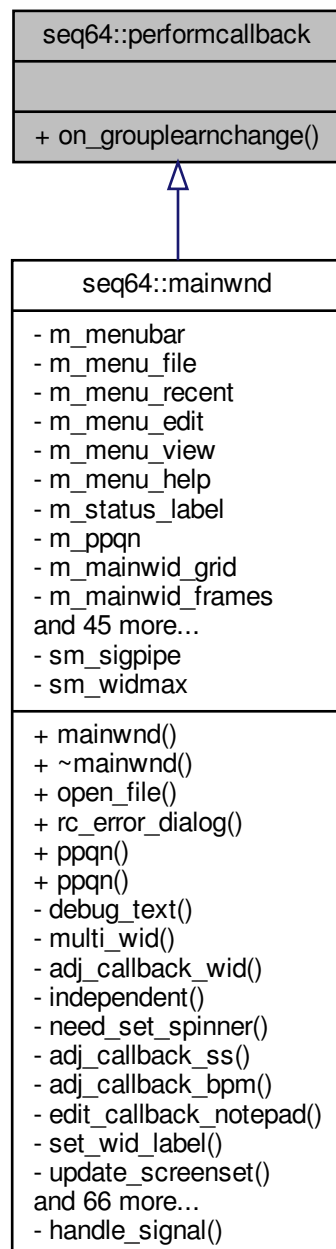 seq64::performcallback
+ on_grouplearnchange()
seq64::mainwnd
- m_menubar
- m_menu_file
- m_menu_recent
- m_menu_edit
- m_menu_view
- m_menu_help
- m_status_label
- m_ppqn
- m_mainwid_grid
- m_mainwid_frames
and 45 more...
- sm_sigpipe
- sm_widmax
+ mainwnd()
+ ~mainwnd()
+ open_file()
+ rc_error_dialog()
+ ppqn()
+ ppqn()
- debug_text()
- multi_wid()
- adj_callback_wid()
- independent()
- need_set_spinner()
- adj_callback_ss()
- adj_callback_bpm()
- edit_callback_notepad()
- set_wid_label()
- update_screenset()
and 66 more...
- handle_signal()